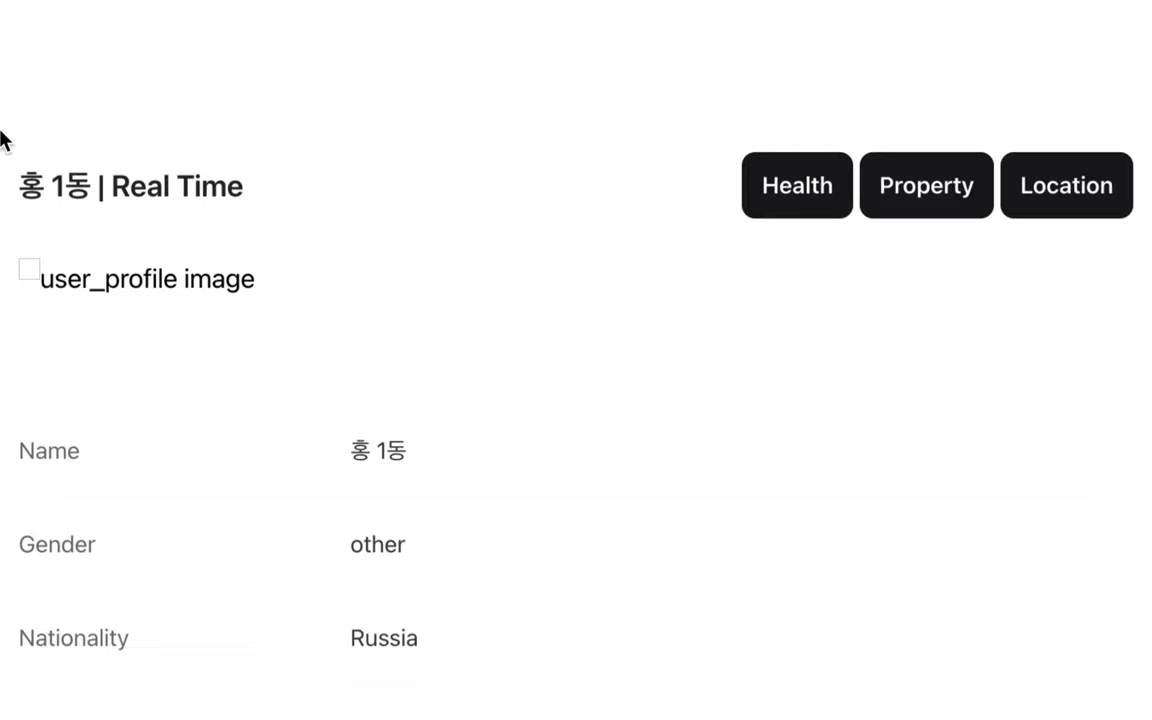 홍 1동 | Real Time
Health Property Location
user_profile image
Name 홍 1동
Gender other
Nationality Russia